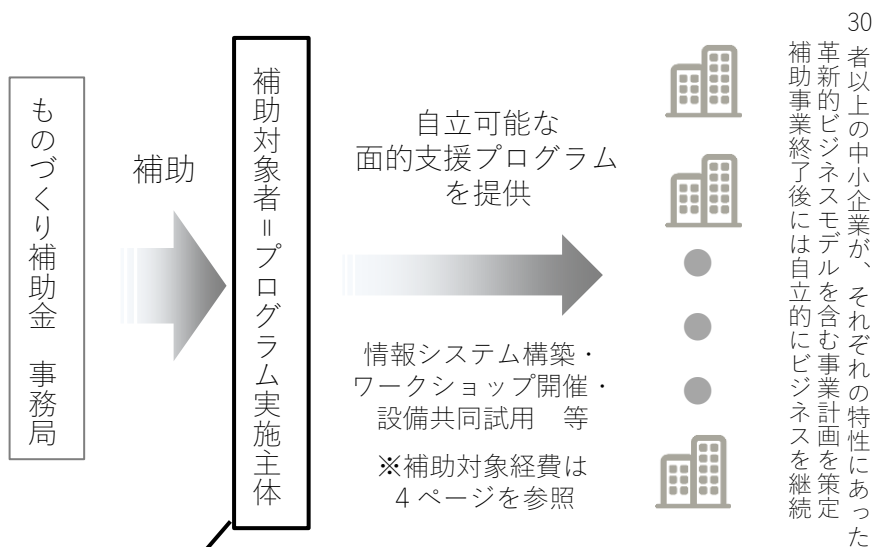 ものづくり補助金　事務局
補助
補助対象者＝プログラム実施主体
自立可能な
面的支援プログラム
を提供
情報システム構築・
ワークショップ開催・
設備共同試用　等
※補助対象経費は
4 ページを参照
30者以上の中小企業が、それぞれの特性にあった
革新的ビジネスモデルを含む事業計画を策定
補助事業終了後には自立的にビジネスを継続